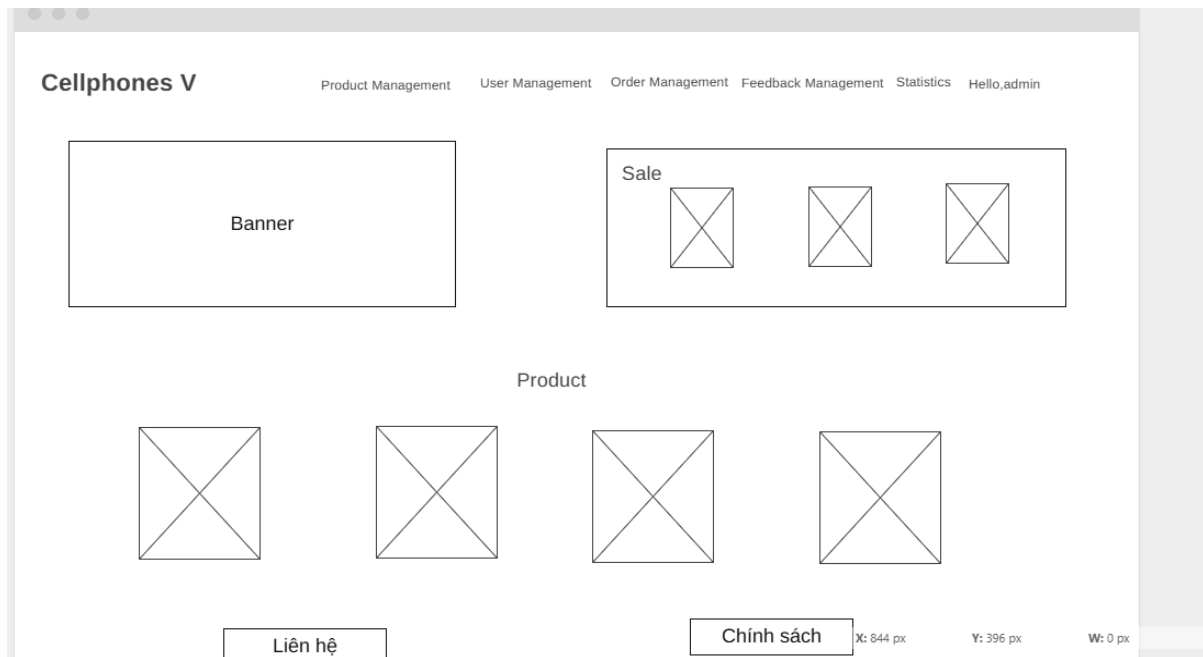 Cellphones V
Product Management
User Management
Order Management
Feedback Management
Statistics
Hello,admin
Banner
Sale
Product
Liên hệ
Chính sách
X: 844 px
Y: 396 px
W: 0 px